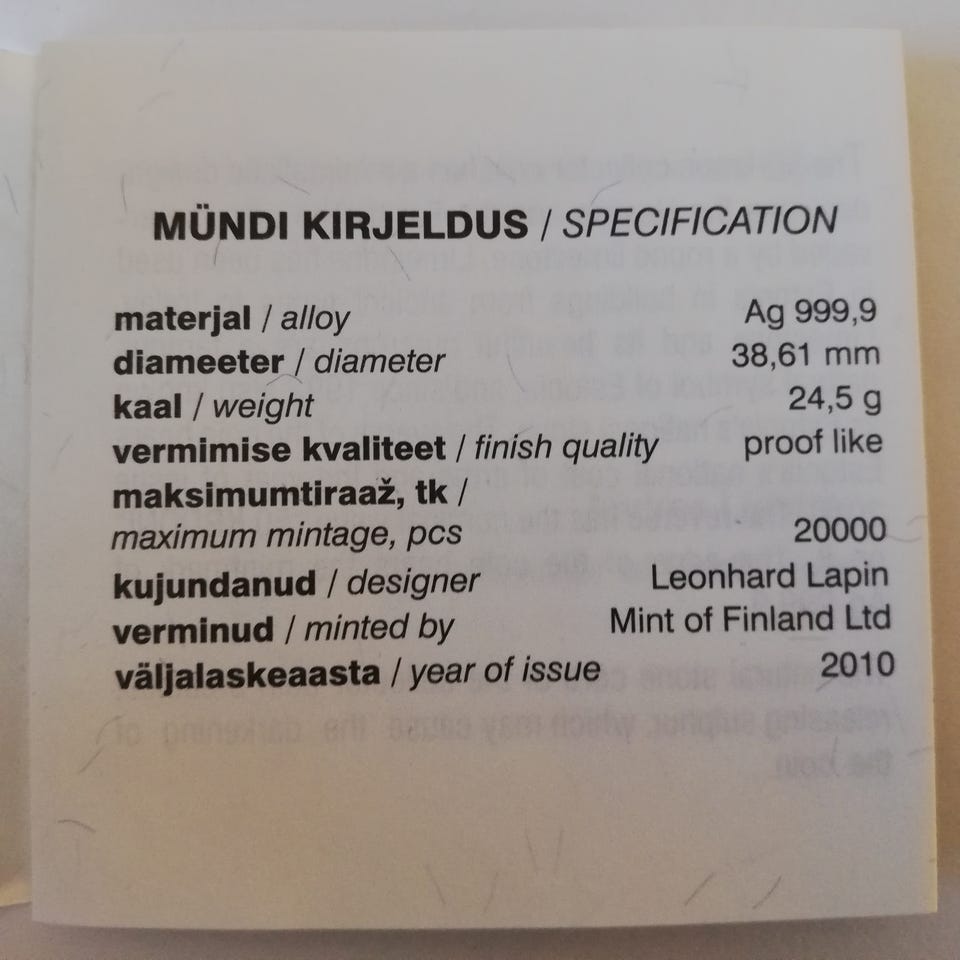 MÜNDI KIRJELDUS / SPECIFICATION
materjal / alloy Ag 999,9
diameeter / diameter 38,61 mm
kaal / weight 24,5 g
vermimise kvaliteet / finish quality proof like
maksimumtiraaž, tk /
maximum mintage, pcs 20000
kujundanud / designer Leonhard Lapin
verminud / minted by Mint of Finland Ltd
väljalaskeaasta / year of issue 2010